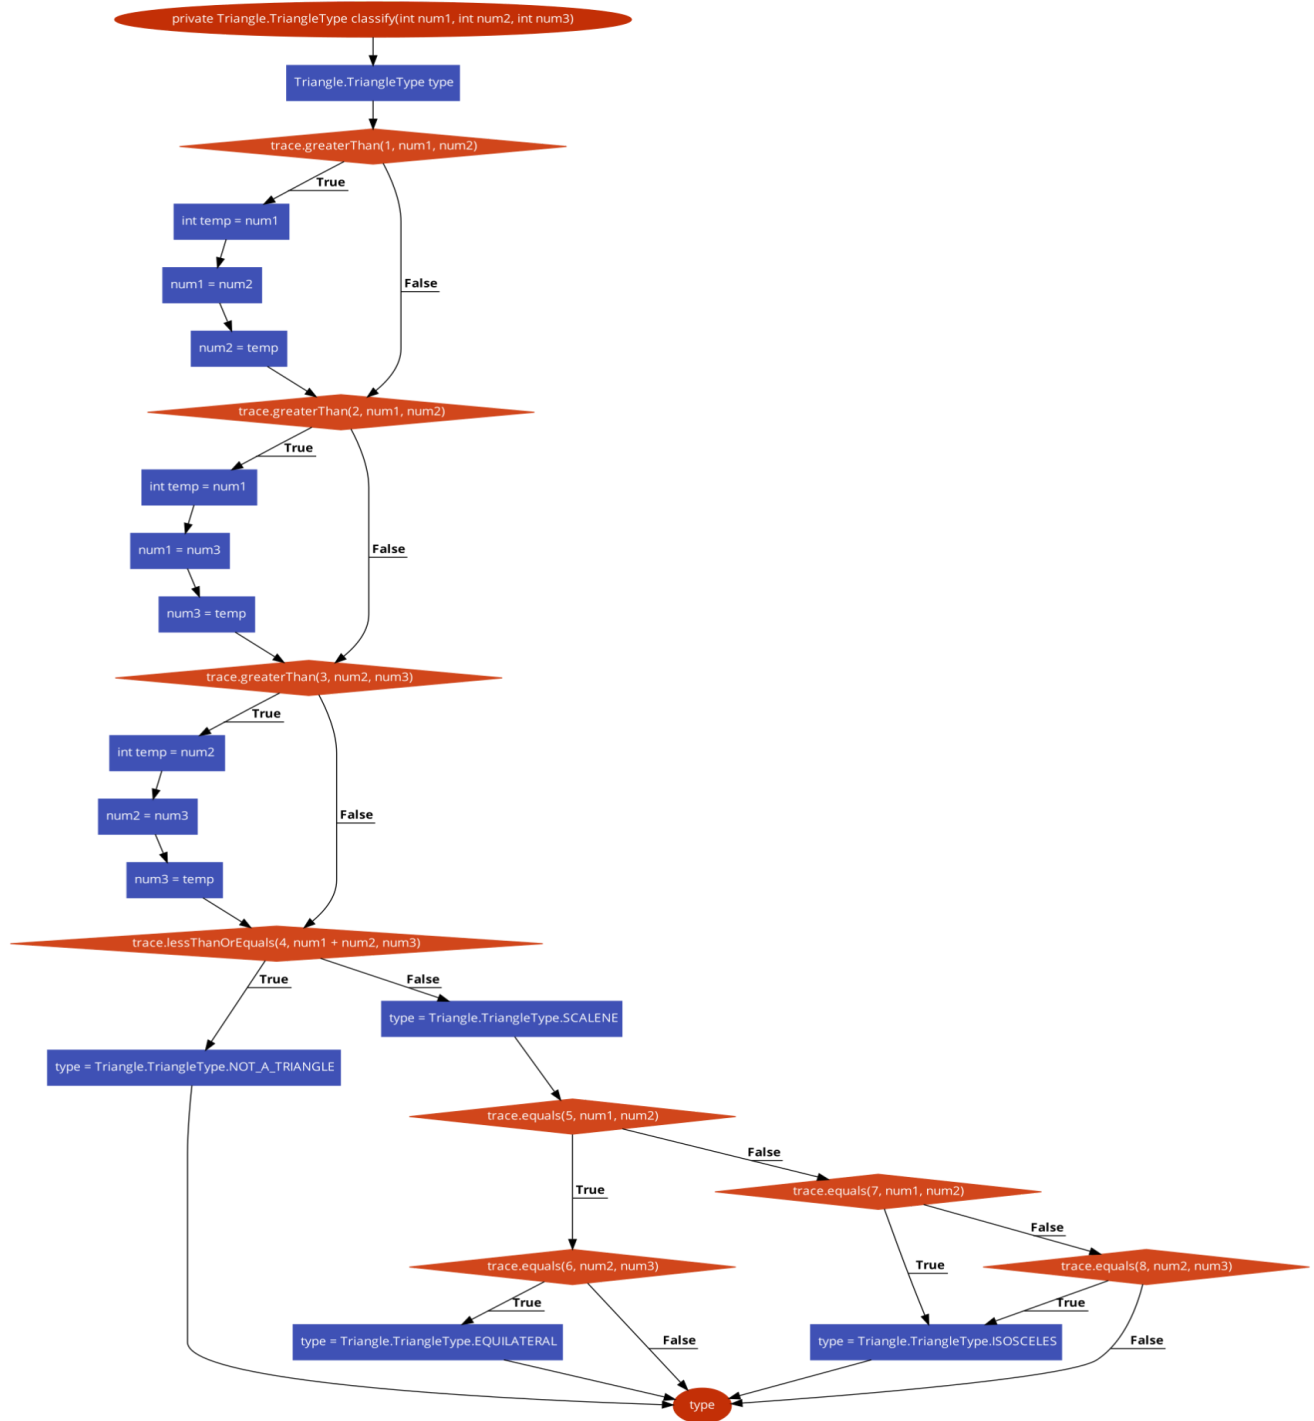 private Triangle.TriangleType classify(int num1, int num2, int num3)
Triangle.TriangleType type
trace.greaterThan(1, num1, num2)
True
int temp = num1
num1 = num2
False
num2 = temp
trace.greaterThan(2, num1, num2)
True
int temp = num1
num1 = num3
False
num3 = temp
trace.greaterThan(3, num2, num3)
True
int temp = num2
num2 = num3
False
num3 = temp
trace.lessThanOrEquals(4, num1 + num2, num3)
True
False
type = Triangle.TriangleType.SCALENE
type = Triangle.TriangleType.NOT_A_TRIANGLE
trace.equals(5, num1, num2)
False
True
trace.equals(7, num1, num2)
False
trace.equals(6, num2, num3)
True
trace.equals(8, num2, num3)
True
True
type = Triangle.TriangleType.EQUILATERAL
False
type = Triangle.TriangleType.ISOSCELES
False
type